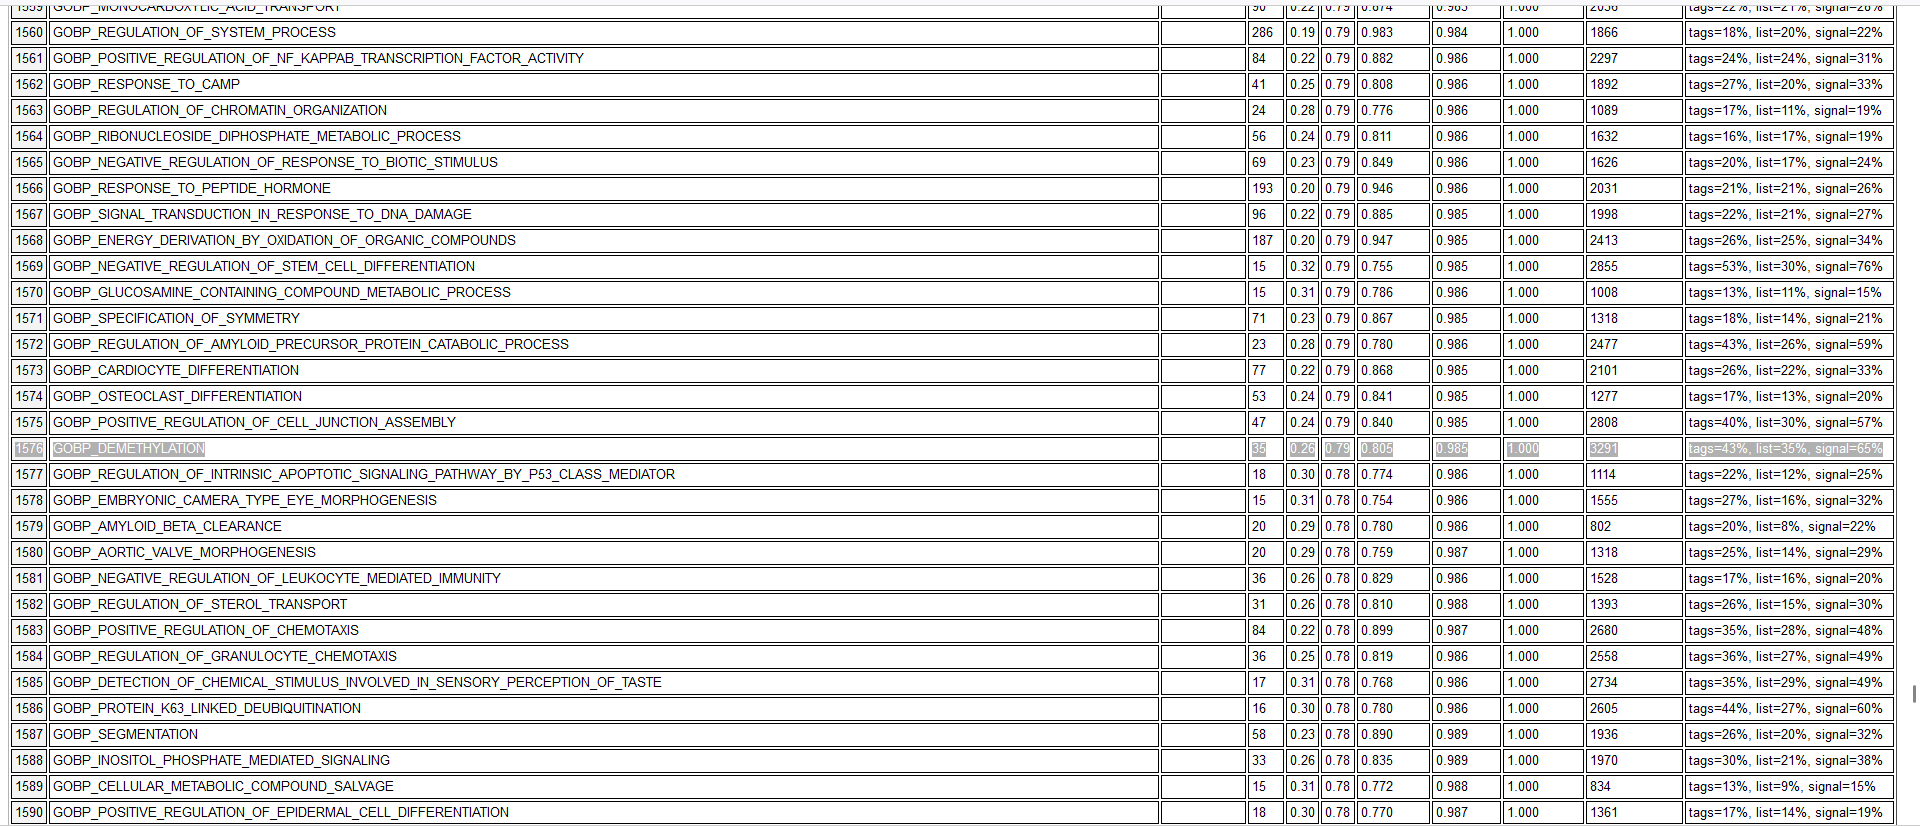 1559 GOBP_MONOCARBOXYLIC_ACID_TRANSPORT 90 0.22 0.79 0.874 0.985 1.000 2036 tags=22%, list=21%, signal=28%
1560 GOBP_REGULATION_OF_SYSTEM_PROCESS 286 0.19 0.79 0.983 0.984 1.000 1866 tags=18%, list=20%, signal=22%
1561 GOBP_POSITIVE_REGULATION_OF_NF_KAPPAB_TRANSCRIPTION_FACTOR_ACTIVITY 84 0.22 0.79 0.882 0.986 1.000 2297 tags=24%, list=24%, signal=31%
1562 GOBP_RESPONSE_TO_CAMP 41 0.25 0.79 0.808 0.986 1.000 1892 tags=27%, list=20%, signal=33%
1563 GOBP_REGULATION_OF_CHROMATIN_ORGANIZATION 24 0.28 0.79 0.776 0.986 1.000 1089 tags=17%, list=11%, signal=19%
1564 GOBP_RIBONUCLEOSIDE_DIPHOSPHATE_METABOLIC_PROCESS 56 0.24 0.79 0.811 0.986 1.000 1632 tags=16%, list=17%, signal=19%
1565 GOBP_NEGATIVE_REGULATION_OF_RESPONSE_TO_BIOTIC_STIMULUS 69 0.23 0.79 0.849 0.986 1.000 1626 tags=20%, list=17%, signal=24%
1566 GOBP_RESPONSE_TO_PEPTIDE_HORMONE 193 0.20 0.79 0.946 0.986 1.000 2031 tags=21%, list=21%, signal=26%
1567 GOBP_SIGNAL_TRANSDUCTION_IN_RESPONSE_TO_DNA_DAMAGE 96 0.22 0.79 0.885 0.985 1.000 1998 tags=22%, list=21%, signal=27%
1568 GOBP_ENERGY_DERIVATION_BY_OXIDATION_OF_ORGANIC_COMPOUNDS 187 0.20 0.79 0.947 0.985 1.000 2413 tags=26%, list=25%, signal=34%
1569 GOBP_NEGATIVE_REGULATION_OF_STEM_CELL_DIFFERENTIATION 15 0.32 0.79 0.755 0.985 1.000 2855 tags=53%, list=30%, signal=76%
1570 GOBP_GLUCOSAMINE_CONTAINING_COMPOUND_METABOLIC_PROCESS 15 0.31 0.79 0.786 0.986 1.000 1008 tags=13%, list=11%, signal=15%
1571 GOBP_SPECIFICATION_OF_SYMMETRY 71 0.23 0.79 0.867 0.985 1.000 1318 tags=18%, list=14%, signal=21%
1572 GOBP_REGULATION_OF_AMYLOID_PRECURSOR_PROTEIN_CATABOLIC_PROCESS 23 0.28 0.79 0.780 0.986 1.000 2477 tags=43%, list=26%, signal=59%
1573 GOBP_CARDIOCYTE_DIFFERENTIATION 77 0.22 0.79 0.868 0.985 1.000 2101 tags=26%, list=22%, signal=33%
1574 GOBP_OSTEOCLAST_DIFFERENTIATION 53 0.24 0.79 0.841 0.985 1.000 1277 tags=17%, list=13%, signal=20%
1575 GOBP_POSITIVE_REGULATION_OF_CELL_JUNCTION_ASSEMBLY 47 0.24 0.79 0.840 0.985 1.000 2808 tags=40%, list=30%, signal=57%
1576 GOBP_DEMETHYLATION 35 0.26 0.79 0.805 0.985 1.000 3291 tags=43%, list=35%, signal=65%
1577 GOBP_REGULATION_OF_INTRINSIC_APOPTOTIC_SIGNALING_PATHWAY_BY_P53_CLASS_MEDIATOR 18 0.30 0.78 0.774 0.986 1.000 1114 tags=22%, list=12%, signal=25%
1578 GOBP_EMBRYONIC_CAMERA_TYPE_EYE_MORPHOGENESIS 15 0.31 0.78 0.754 0.986 1.000 1555 tags=27%, list=16%, signal=32%
1579 GOBP_AMYLOID_BETA_CLEARANCE 20 0.29 0.78 0.780 0.986 1.000 802 tags=20%, list=8%, signal=22%
1580 GOBP_AORTIC_VALVE_MORPHOGENESIS 20 0.29 0.78 0.759 0.987 1.000 1318 tags=25%, list=14%, signal=29%
1581 GOBP_NEGATIVE_REGULATION_OF_LEUKOCYTE_MEDIATED_IMMUNITY 36 0.26 0.78 0.829 0.986 1.000 1528 tags=17%, list=16%, signal=20%
1582 GOBP_REGULATION_OF_STEROL_TRANSPORT 31 0.26 0.78 0.810 0.988 1.000 1393 tags=26%, list=15%, signal=30%
1583 GOBP_POSITIVE_REGULATION_OF_CHEMOTAXIS 84 0.22 0.78 0.899 0.987 1.000 2680 tags=35%, list=28%, signal=48%
1584 GOBP_REGULATION_OF_GRANULOCYTE_CHEMOTAXIS 36 0.25 0.78 0.819 0.986 1.000 2558 tags=36%, list=27%, signal=49%
1585 GOBP_DETECTION_OF_CHEMICAL_STIMULUS_INVOLVED_IN_SENSORY_PERCEPTION_OF_TASTE 17 0.31 0.78 0.768 0.986 1.000 2734 tags=35%, list=29%, signal=49%
1586 GOBP_PROTEIN_K63_LINKED_DEUBIQUITINATION 16 0.30 0.78 0.780 0.986 1.000 2605 tags=44%, list=27%, signal=60%
1587 GOBP_SEGMENTATION 58 0.23 0.78 0.890 0.989 1.000 1936 tags=26%, list=20%, signal=32%
1588 GOBP_INOSITOL_PHOSPHATE_MEDIATED_SIGNALING 33 0.26 0.78 0.835 0.989 1.000 1970 tags=30%, list=21%, signal=38%
1589 GOBP_CELLULAR_METABOLIC_COMPOUND_SALVAGE 15 0.31 0.78 0.772 0.988 1.000 834 tags=13%, list=9%, signal=15%
1590 GOBP_POSITIVE_REGULATION_OF_EPIDERMAL_CELL_DIFFERENTIATION 18 0.30 0.78 0.770 0.987 1.000 1361 tags=17%, list=14%, signal=19%